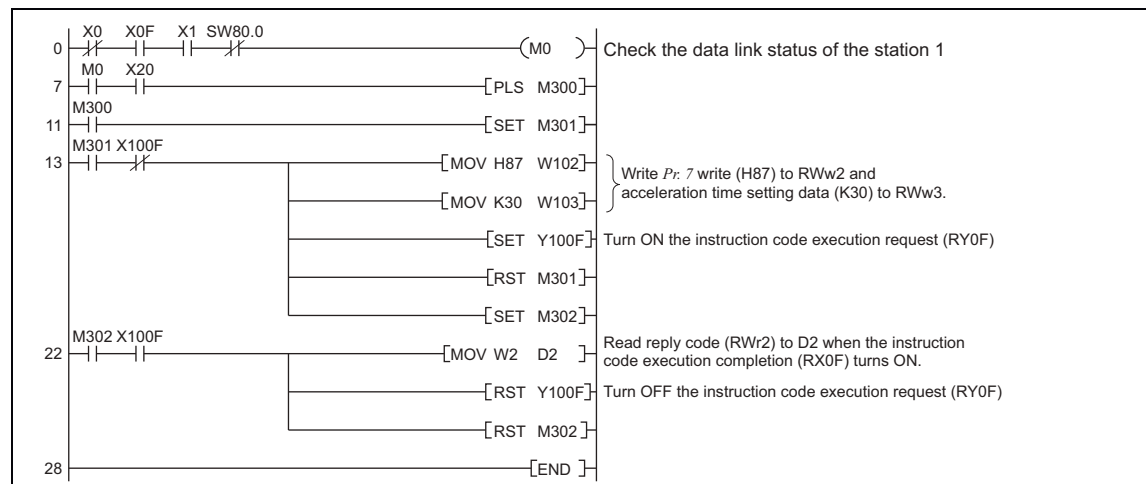 X0 X0F X1 SW80.0
0 M0 Check the data link status of the station 1
M0 X20
7 PLS M300
M300
11 SET M301
M301 X100F
13 MOV H87 W102
Write Pr. 7 write (H87) to RWw2 and
acceleration time setting data (K30) to RWw3.
MOV K30 W103
SET Y100F Turn ON the instruction code execution request (RY0F)
RST M301
SET M302
M302 X100F
22 MOV W2 D2 Read reply code (RWr2) to D2 when the instruction
code execution completion (RX0F) turns ON.
RST Y100F Turn OFF the instruction code execution request (RY0F)
RST M302
28 END